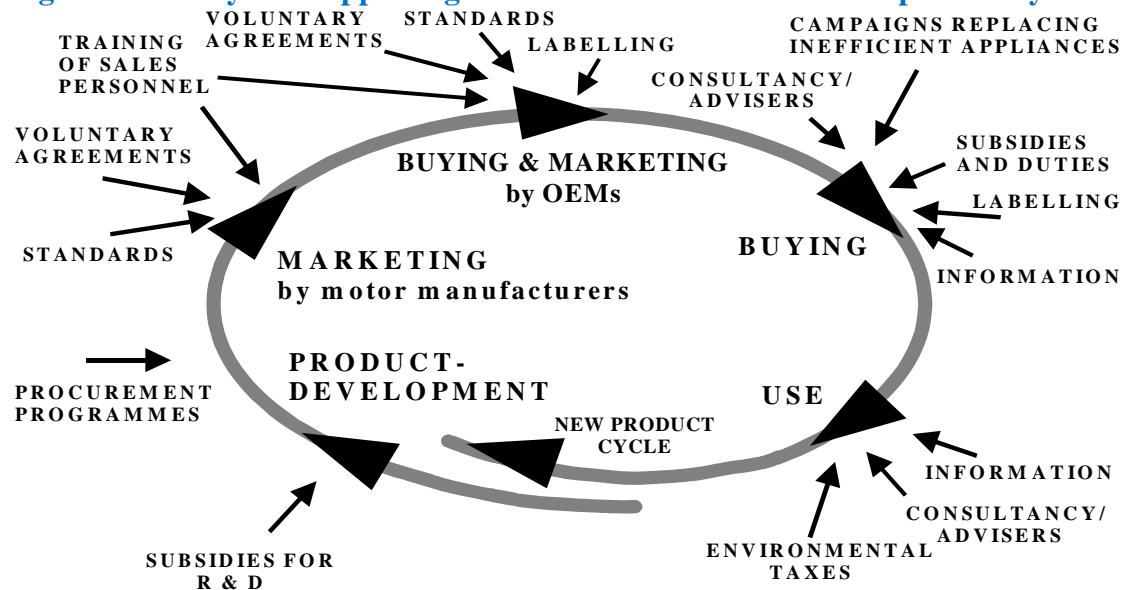 VOLUNTARY
AGREEMENTS
STANDARDS
LABELLING
TRAINING
OF SALES
PERSONNEL
CAMPAIGNS REPLACING
INEFFICIENT APPLIANCES
CONSULTANCY/
ADVISERS
VOLUNTARY
AGREEMENTS
STANDARDS
BUYING & MARKETING
by OEMs
SUBSIDIES
AND DUTIES
LABELLING
INFORMATION
BUYING
MARKETING
by motor manufacturers
PROCUREMENT
PROGRAMMES
PRODUCT-
DEVELOPMENT
NEW PRODUCT
CYCLE
USE
INFORMATION
CONSULTANCY/
ADVISERS
ENVIRONMENTAL
TAXES
SUBSIDIES FOR
R & D